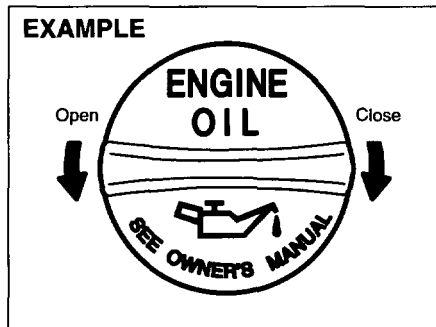 EXAMPLE
ENGINE
OIL
Open
Close
SEE OWNER'S MANUAL